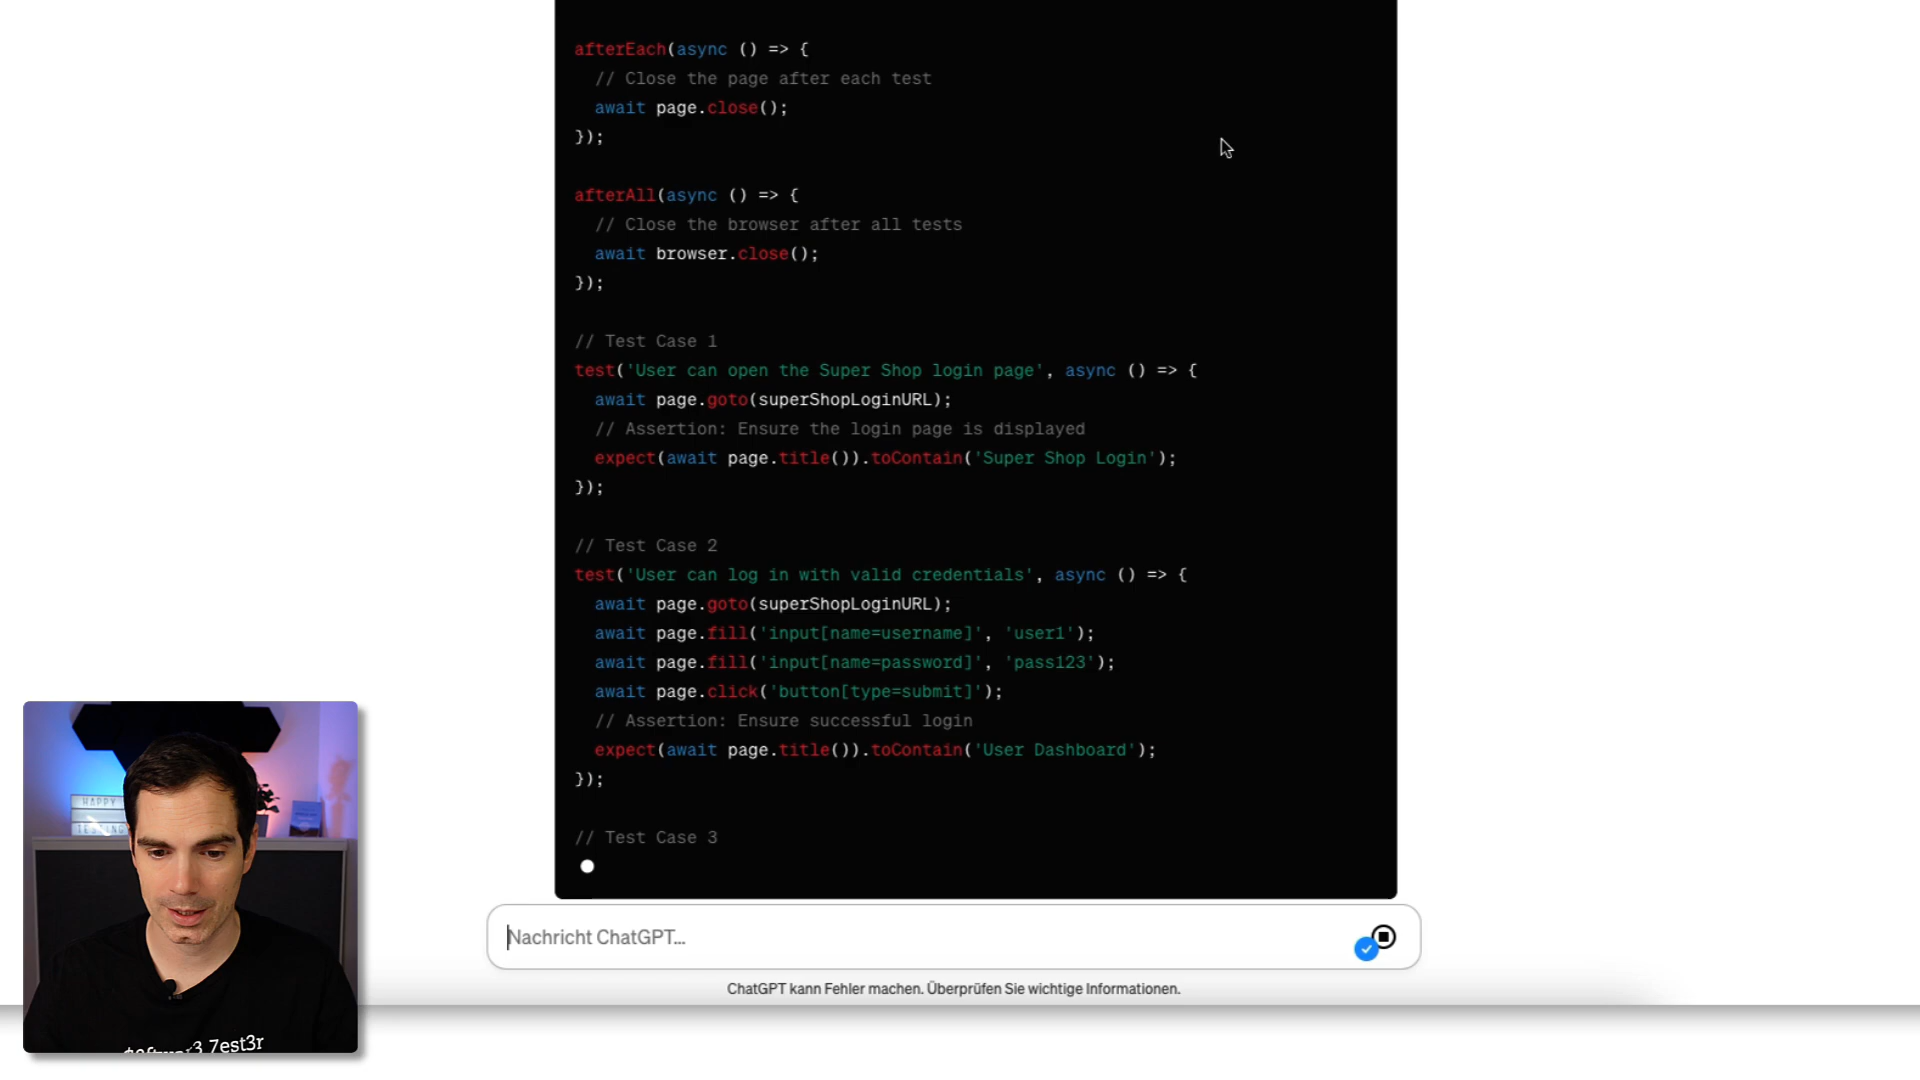 afterEach(async () => {
// Close the page after each test
await page.close();
});
afterAll(async () => {
// Close the browser after all tests
await browser.close();
});
// Test Case 1
test('User can open the Super Shop login page', async () => {
await page.goto(superShopLoginURL);
// Assertion: Ensure the login page is displayed
expect(await page.title()).toContain('Super Shop Login');
});
// Test Case 2
test('User can log in with valid credentials', async () => {
await page.goto(superShopLoginURL);
await page.fill('input[name=username]', 'user1');
await page.fill('input[name=password]', 'pass123');
await page.click('button[type=submit]');
// Assertion: Ensure successful login
expect(await page.title()).toContain('User Dashboard');
});
// Test Case 3
Nachricht ChatGPT...
ChatGPT kann Fehler machen. Überprüfen Sie wichtige Informationen.
HAPPY
TESTING
7est3r